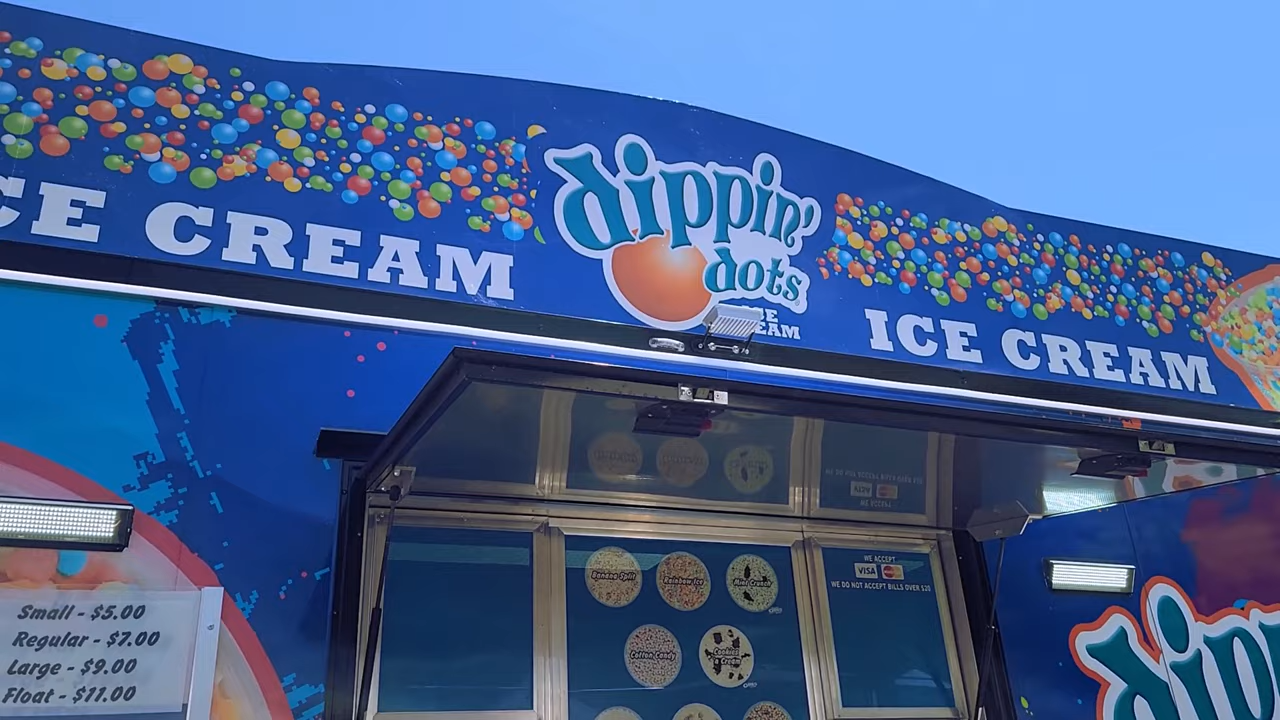 CE CREAM
dippin'
dots
ICE CREAM
Banana Split
Rainbow Ice
Mint Crunch
Cotton Candy
Cookies
'n Cream
WE ACCEPT
VISA MasterCard
WE DO NOT ACCEPT BILLS OVER $20
Small - $5.00
Regular - $7.00
Large - $9.00
Float - $11.00
dipp